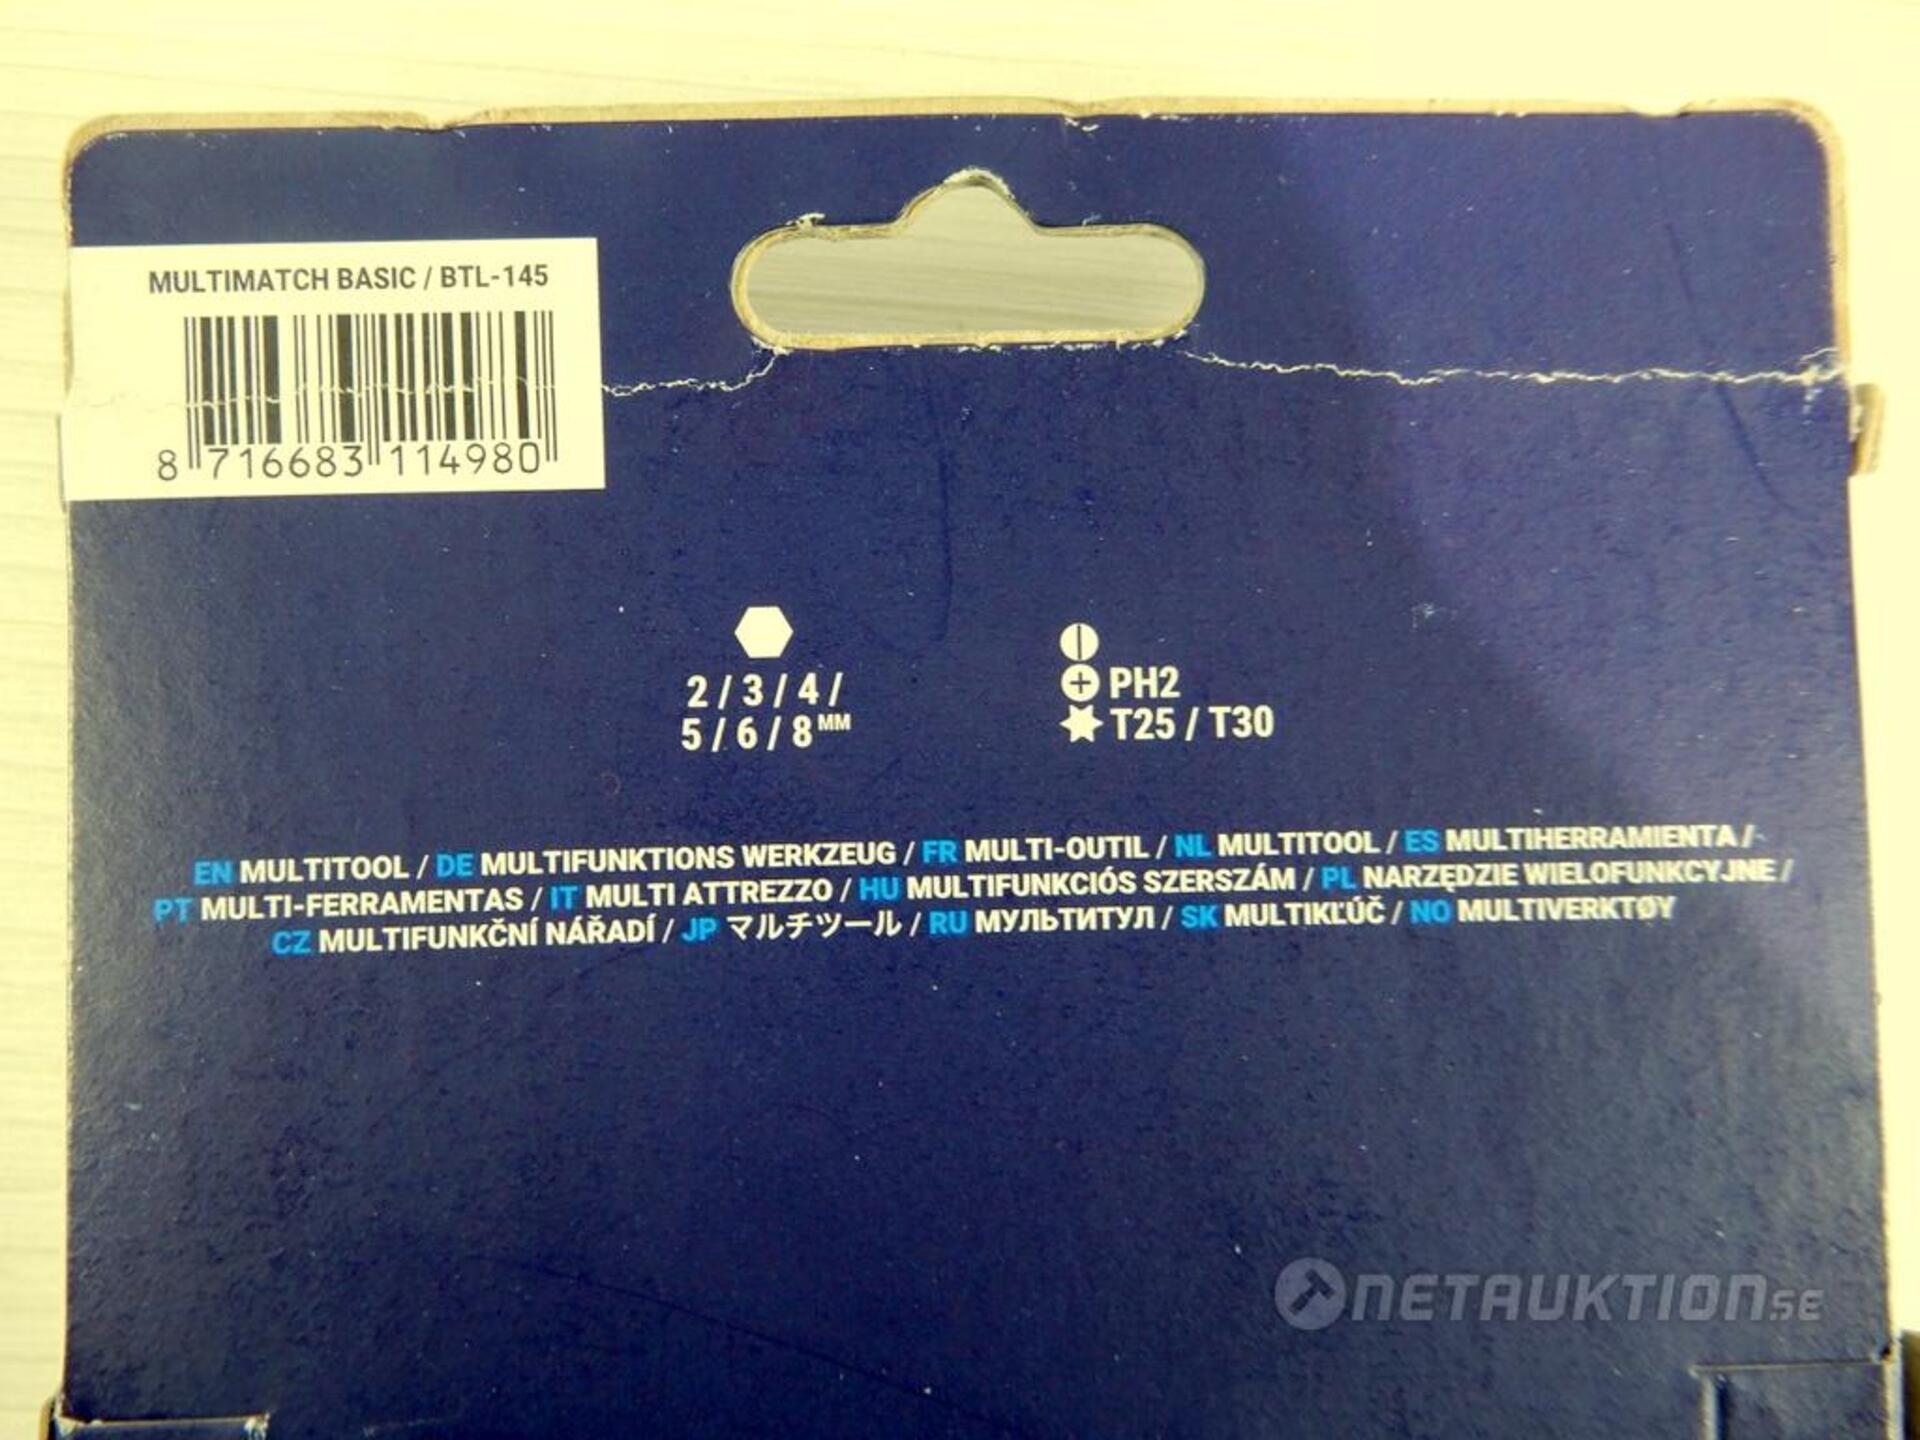 MULTIMATCH BASIC / BTL-145
8 716683 114980
2 / 3 / 4 /
5 / 6 / 8 MM
PH2
T25 / T30
EN MULTITOOL / DE MULTIFUNKTIONS WERKZEUG / FR MULTI-OUTIL / NL MULTITOOL / ES MULTIHERRAMIENTA /
PT MULTI-FERRAMENTAS / IT MULTI ATTREZZO / HU MULTIFUNKCIÓS SZERSZÁM / PL NARZĘDZIE WIELOFUNKCYJNE /
CZ MULTIFUNKČNÍ NÁŘADÍ / JP マルチツール / RU МУЛЬТИТУЛ / SK MULTIKĽÚČ / NO MULTIVERKTØY
NETAUKTION.SE